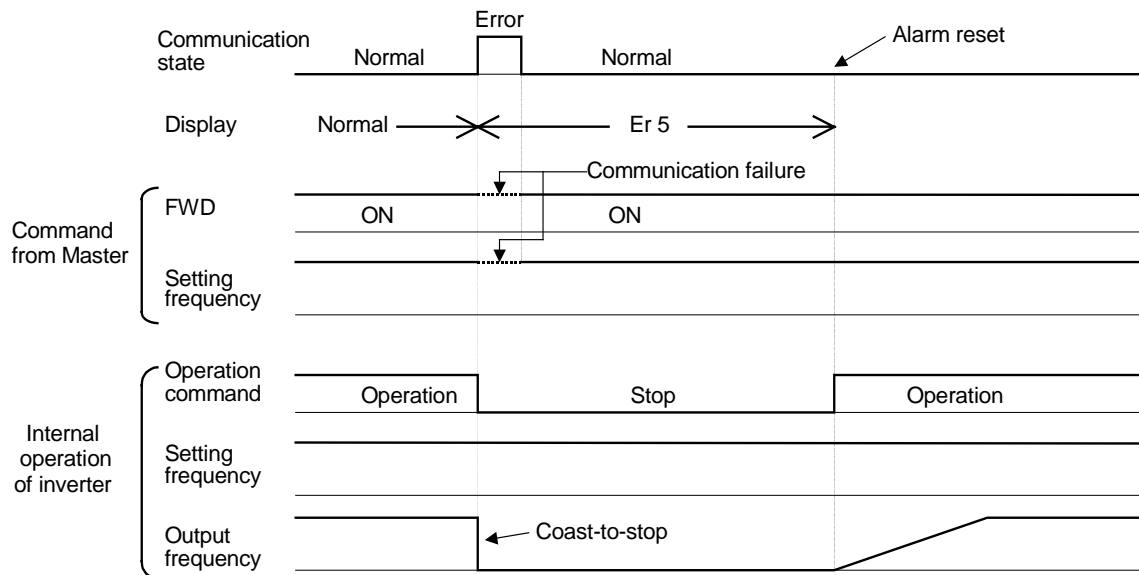 Error
Communication
state
Normal
Normal
Alarm reset
Display
Normal
Er 5
Communication failure
Command
from Master
FWD
ON
ON
Setting
frequency
Internal
operation
of inverter
Operation
command
Operation
Stop
Operation
Setting
frequency
Output
frequency
Coast-to-stop